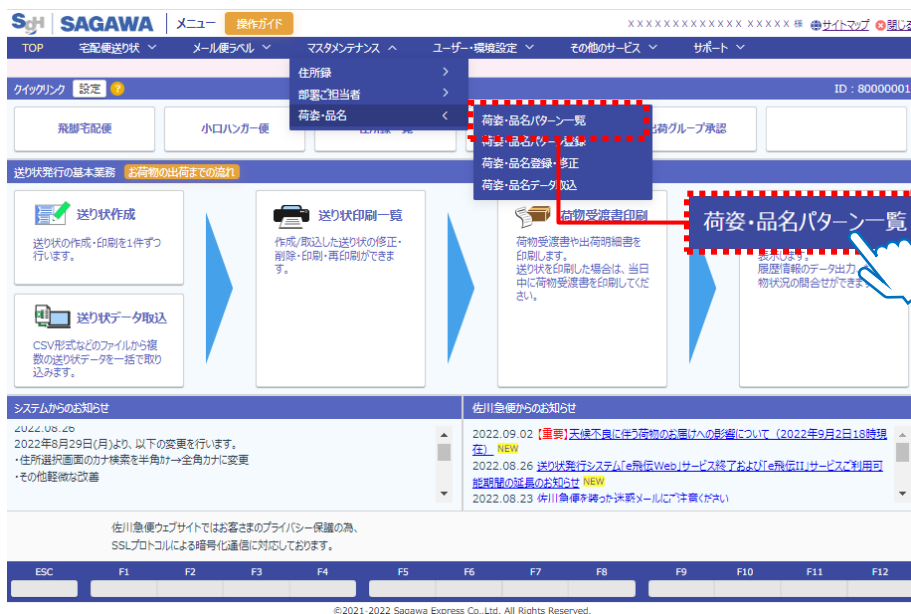 SGH SAGAWA メニュー 操作ガイド XXXXXXXXXXXXX XXXXX 様 サイトマップ 閉じる
TOP 宅配便送り状 メール便ラベル マスタメンテナンス ユーザー・環境設定 その他のサービス サポート
住所録
部署ご担当者
荷姿・品名
クイックリンク 設定 ? ID：80000001
荷姿・品名パターン一覧
荷姿・品名パターン登録
荷姿・品名登録・修正
荷姿・品名データ取込
飛脚宅配便 小口ハンガー便 住所録一覧 出荷グループ承認
送り状発行の基本業務 お荷物の出荷までの流れ
荷姿・品名パターン一覧
送り状作成
送り状の作成・印刷を1件ずつ
行います。
送り状データ取込
CSV形式などのファイルから複
数の送り状データを一括で取り
込みます。
送り状印刷一覧
作成/取込した送り状の修正・
削除・印刷・再印刷ができま
す。
荷物受渡書印刷
荷物受渡書や出荷明細書を
印刷します。
送り状を印刷した場合は、当日
中に荷物受渡書を印刷してくだ
さい。
表示します。
履歴情報のデータ出力
物状況の問合せができます
システムからのお知らせ
2022.08.26
2022年8月29日(月)より、以下の変更を行います。
・住所選択画面のカナ検索を半角ｶﾅ→全角カナに変更
・その他軽微な改善
佐川急便からのお知らせ
2022.09.02 【重要】天候不良に伴う荷物のお届けへの影響について（2022年9月2日18時現
在） NEW
2022.08.26 送り状発行システム｢e飛伝Web｣サービス終了および｢e飛伝II｣サービスご利用可
能期間の延長のお知らせ NEW
2022.08.23 佐川急便を装った迷惑メールにご注意ください
佐川急便ウェブサイトではお客さまのプライバシー保護の為、
SSLプロトコルによる暗号化通信に対応しております。
ESC F1 F2 F3 F4 F5 F6 F7 F8 F9 F10 F11 F12
©2021-2022 Sagawa Express Co.,Ltd. All Rights Reserved.